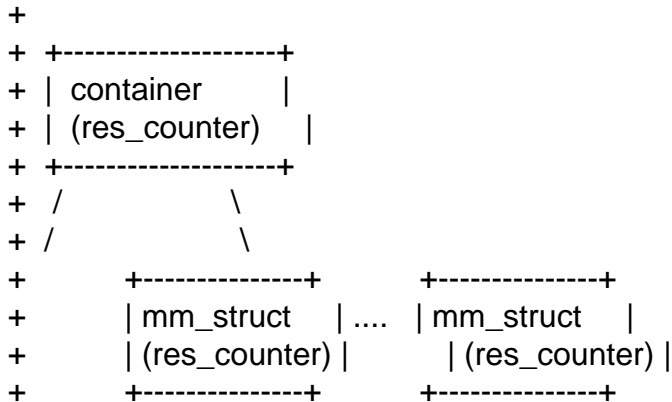 +
+ +--------------------+
+ | container |
+ | (res_counter) |
+ +--------------------+
+ / \
+ / \
+ +---------------+ +---------------+
+ | mm_struct | .... | mm_struct |
+ | (res_counter) | | (res_counter) |
+ +---------------+ +---------------+